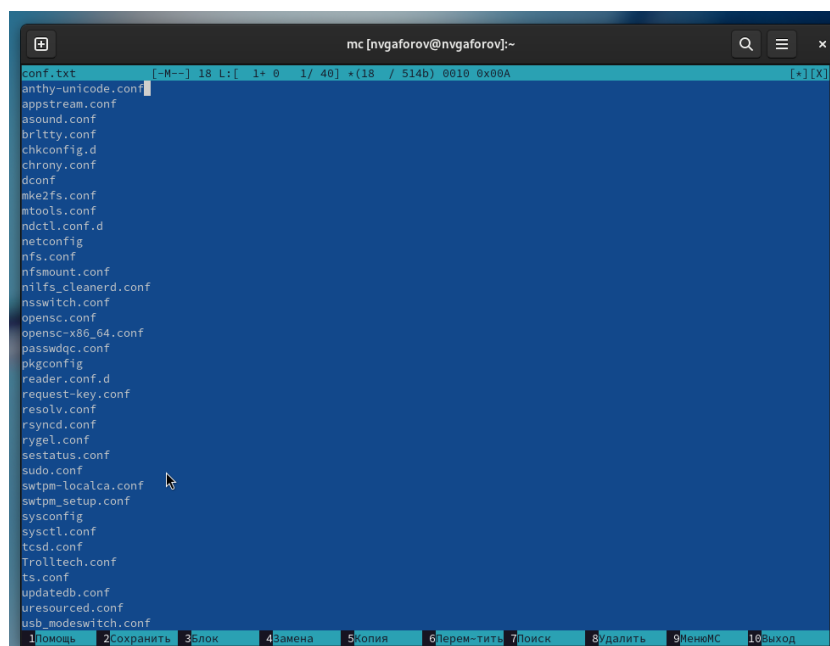 mc [nvgaforov@nvgaforov]:~
conf.txt [-M--] 18 L:[ 1+ 0 1/ 40] *(18 / 514b) 0010 0x00A [*][X]
anthy-unicode.conf
appstream.conf
asound.conf
brltty.conf
chkconfig.d
chrony.conf
dconf
mke2fs.conf
mtools.conf
ndctl.conf.d
netconfig
nfs.conf
nfsmount.conf
nilfs_cleanerd.conf
nsswitch.conf
opensc.conf
opensc-x86_64.conf
passwdqc.conf
pkgconfig
reader.conf.d
request-key.conf
resolv.conf
rsyncd.conf
rygel.conf
sestatus.conf
sudo.conf
swtpm-localca.conf
swtpm_setup.conf
sysconfig
sysctl.conf
tcsd.conf
Trolltech.conf
ts.conf
updatedb.conf
uresourced.conf
usb_modeswitch.conf
1Помощь 2Сохранить 3Блок 4Замена 5Копия 6Перем~тить 7Поиск 8Удалить 9МенюМС 10Выход